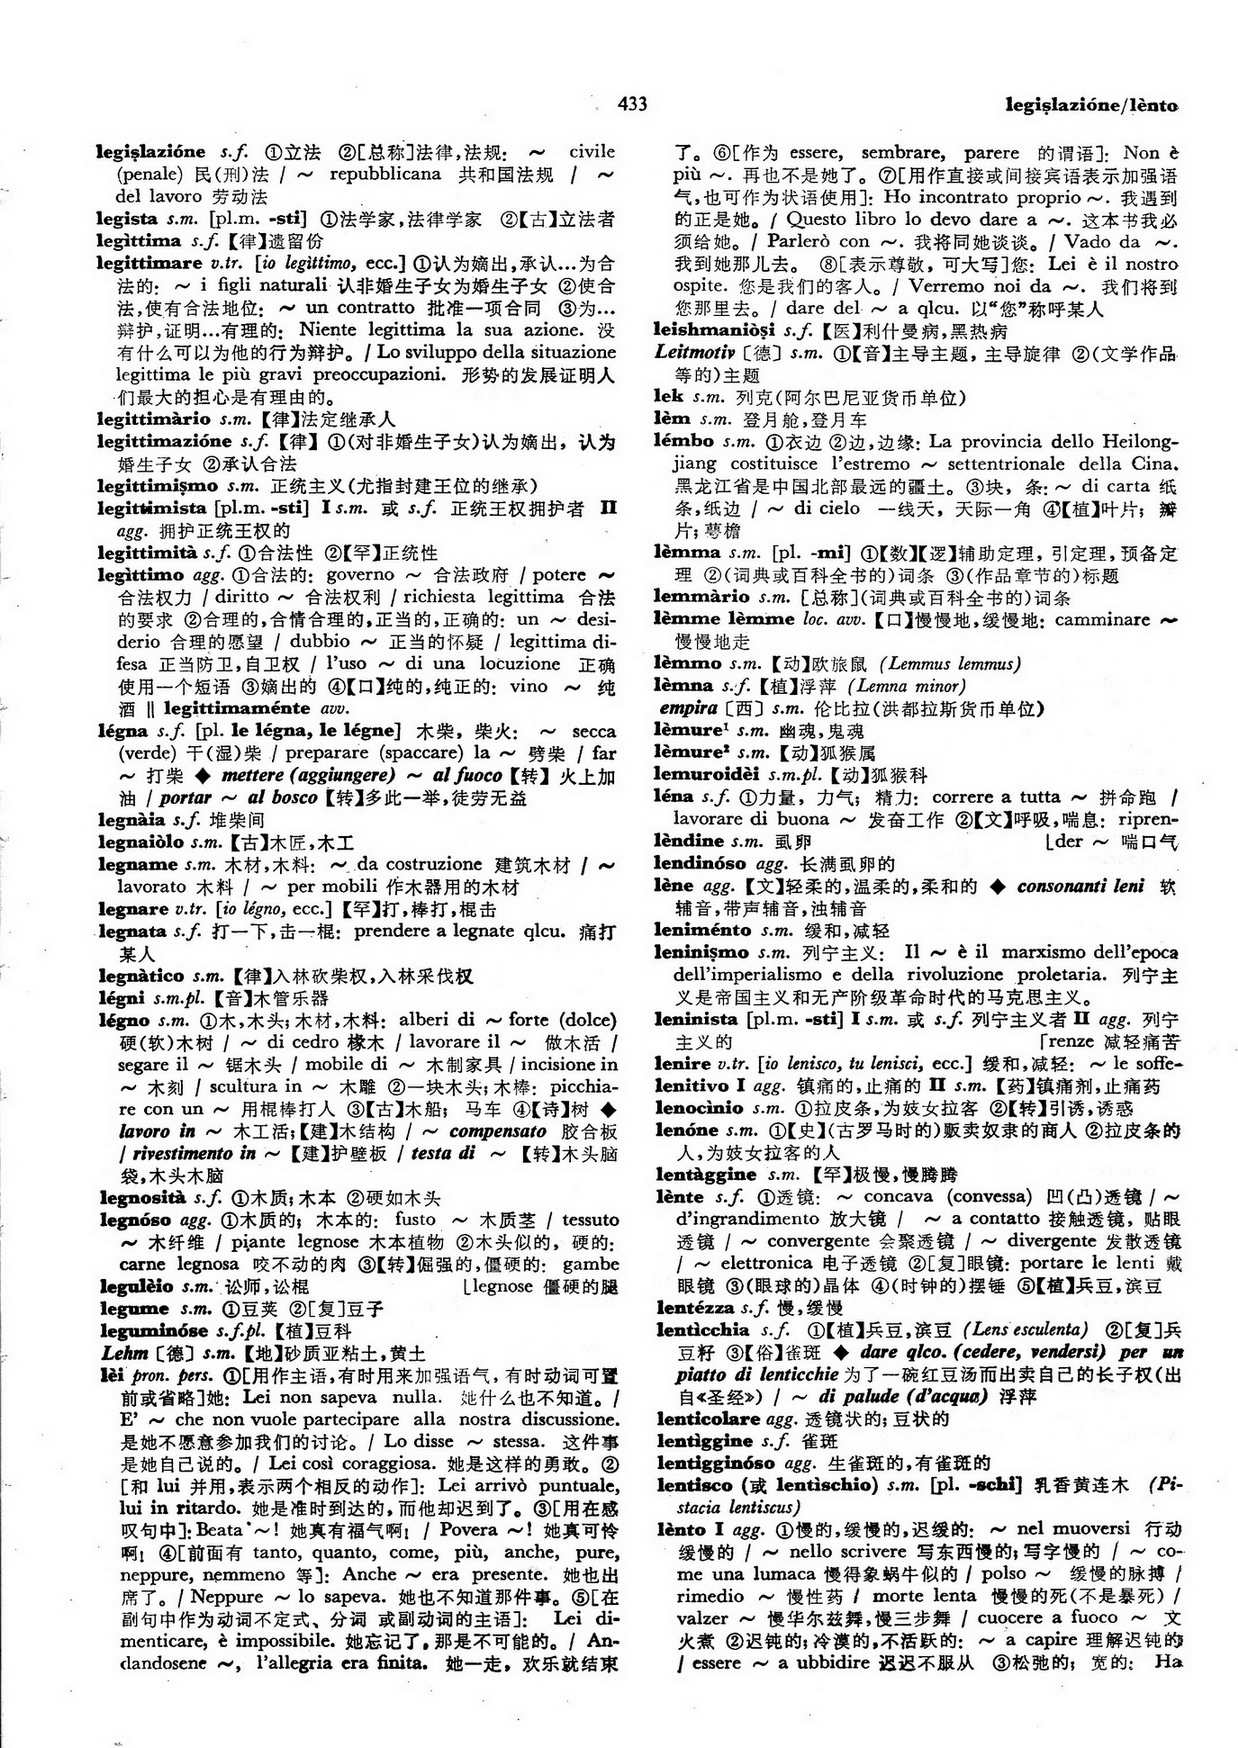 433
legiṣlazióne/lènto
legiṣlazióne s.f. ①立法 ②[总称]法律,法规: ～ civile
(penale) 民(刑)法 / ～ repubblicana 共和国法规 / ～
del lavoro 劳动法
legista s.m. [pl.m. -sti] ①法学家,法律学家 ②【古】立法者
legìttima s.f. 【律】遗留份
legittimare v.tr. [io legìttimo, ecc.] ①认为嫡出,承认…为合
法的: ～ i figli naturali 认非婚生子女为婚生子女 ②使合
法,使有合法地位: ～ un contratto 批准一项合同 ③为…
辩护,证明…有理的: Niente legittima la sua azione. 没
有什么可以为他的行为辩护。/ Lo sviluppo della situazione
legittima le più gravi preoccupazioni. 形势的发展证明人
们最大的担心是有理由的。
legittimàrio s.m. 【律】法定继承人
legittimazióne s.f. 【律】 ①(对非婚生子女)认为嫡出, 认为
婚生子女 ②承认合法
legittimiṣmo s.m. 正统主义(尤指封建王位的继承)
legittimista [pl.m. -sti] I s.m. 或 s.f. 正统王权拥护者 II
agg. 拥护正统王权的
legittimità s.f. ①合法性 ②【罕】正统性
legìttimo agg. ①合法的: governo ～ 合法政府 / potere ～
合法权力 / diritto ～ 合法权利 / richiesta legittima 合法
的要求 ②合理的,合情合理的,正当的,正确的: un ～ desi-
derio 合理的愿望 / dubbio ～ 正当的怀疑 / legittima di-
fesa 正当防卫,自卫权 / l'uso ～ di una locuzione 正确
使用一个短语 ③嫡出的 ④【口】纯的,纯正的: vino ～ 纯
酒 ‖ legittimaménte avv.
légna s.f. [pl. le légna, le légne] 木柴, 柴火: ～ secca
(verde) 干(湿)柴 / preparare (spaccare) la ～ 劈柴 / far
～ 打柴 ◆ mettere (aggiungere) ～ al fuoco【转】 火上加
油 / portar ～ al bosco【转】多此一举,徒劳无益
legnàia s.f. 堆柴间
legnaiòlo s.m. 【古】木匠,木工
legname s.m. 木材,木料: ～ da costruzione 建筑木材 / ～
lavorato 木料 / ～ per mobili 作木器用的木材
legnare v.tr. [io légno, ecc.] 【罕】打,棒打,棍击
legnata s.f. 打一下,击一棍: prendere a legnate qlcu. 痛打
某人
legnàtico s.m. 【律】入林砍柴权,入林采伐权
légni s.m.pl. 【音】木管乐器
légno s.m. ①木,木头;木材,木料: alberi di ～ forte (dolce)
硬(软)木树 / ～ di cedro 橡木 / lavorare il ～ 做木活 /
segare il ～ 锯木头 / mobile di ～ 木制家具 / incisione in
～ 木刻 / scultura in ～ 木雕 ②一块木头;木棒: picchia-
re con un ～ 用棍棒打人 ③【古】木船; 马车 ④【诗】树 ◆
lavoro in ～ 木工活;【建】木结构 / ～ compensato 胶合板
/ rivestimento in ～ 【建】护壁板 / testa di ～ 【转】木头脑
袋,木头木脑
legnosità s.f. ①木质; 木本 ②硬如木头
legnóso agg. ①木质的; 木本的: fusto ～ 木质茎 / tessuto
～ 木纤维 / piante legnose 木本植物 ②木头似的, 硬的:
carne legnosa 咬不动的肉 ③【转】倔强的,僵硬的: gambe
legulèio s.m. 讼师,讼棍 ⌊legnose 僵硬的腿
legume s.m. ①豆荚 ②[复]豆子
leguminóse s.f.pl. 【植】豆科
Lehm〔德〕s.m. 【地】砂质亚粘土,黄土
lèi pron. pers. ①[用作主语,有时用来加强语气, 有时动词可置
前或省略]她: Lei non sapeva nulla. 她什么也不知道。/
E' ～ che non vuole partecipare alla nostra discussione.
是她不愿意参加我们的讨论。/ Lo disse ～ stessa. 这件事
是她自己说的。/ Lei così coraggiosa. 她是这样的勇敢。②
[和 lui 并用,表示两个相反的动作]: Lei arrivò puntuale,
lui in ritardo. 她是准时到达的,而他却迟到了。③[用在感
叹句中]: Beata ～! 她真有福气啊! / Povera ～! 她真可怜
啊! ④[前面有 tanto, quanto, come, più, anche, pure,
neppure, nemmeno 等]: Anche ～ era presente. 她也出
席了。/ Neppure ～ lo sapeva. 她也不知道那件事。⑤[在
副句中作为动词不定式、分词 或副动词的主语]: Lei di-
menticare, è impossibile. 她忘记了,那是不可能的。/ An-
dandosene ～, l'allegria era finita. 她一走, 欢乐就结束
了。⑥[作为 essere, sembrare, parere 的谓语]: Non è
più ～. 再也不是她了。⑦[用作直接或间接宾语表示加强语
气,也可作为状语使用]: Ho incontrato proprio ～. 我遇到
的正是她。/ Questo libro lo devo dare a ～. 这本书我必
须给她。/ Parlerò con ～. 我将同她谈谈。/ Vado da ～.
我到她那儿去。 ⑧[表示尊敬, 可大写]您: Lei è il nostro
ospite. 您是我们的客人。/ Verremo noi da ～. 我们将到
您那里去。/ dare del ～ a qlcu. 以“您”称呼某人
leishmaniòṣi s.f. 【医】利什曼病,黑热病
Leitmotiv〔德〕s.m. ①【音】主导主题, 主导旋律 ②(文学作品
等的)主题
lek s.m. 列克(阿尔巴尼亚货币单位)
lèm s.m. 登月舱,登月车
lémbo s.m. ①衣边 ②边,边缘: La provincia dello Heilong-
jiang costituisce l'estremo ～ settentrionale della Cina.
黑龙江省是中国北部最远的疆土。③块, 条: ～ di carta 纸
条,纸边 / ～ di cielo 一线天, 天际一角 ④【植】叶片; 瓣
片; 萼檐
lèmma s.m. [pl. -mi] ①【数】【逻】辅助定理, 引定理,预备定
理 ②(词典或百科全书的)词条 ③(作品章节的)标题
lemmàrio s.m. [总称](词典或百科全书的)词条
lèmme lèmme loc. avv. 【口】慢慢地,缓慢地: camminare ～
慢慢地走
lèmmo s.m. 【动】欧旅鼠 (Lemmus lemmus)
lèmna s.f. 【植】浮萍 (Lemna minor)
empira〔西〕s.m. 伦比拉(洪都拉斯货币单位)
lèmure¹ s.m. 幽魂,鬼魂
lèmure² s.m. 【动】狐猴属
lemuroidèi s.m.pl. 【动】狐猴科
léna s.f. ①力量, 力气; 精力: correre a tutta ～ 拼命跑 /
lavorare di buona ～ 发奋工作 ②【文】呼吸,喘息: ripren-
lèndine s.m. 虱卵 ⌊der ～ 喘口气
lendinóso agg. 长满虱卵的
lène agg. 【文】轻柔的,温柔的,柔和的 ◆ consonanti leni 软
辅音,带声辅音,浊辅音
leniménto s.m. 缓和,减轻
leniniṣmo s.m. 列宁主义: Il ～ è il marxismo dell'epoca
dell'imperialismo e della rivoluzione proletaria. 列宁主
义是帝国主义和无产阶级革命时代的马克思主义。
leninista [pl.m. -sti] I s.m. 或 s.f. 列宁主义者 II agg. 列宁
主义的 ⌈renze 减轻痛苦
lenire v.tr. [io lenisco, tu lenisci, ecc.] 缓和,减轻: ～ le soffe-
lenitivo I agg. 镇痛的,止痛的 II s.m. 【药】镇痛剂,止痛药
lenocìnio s.m. ①拉皮条,为妓女拉客 ②【转】引诱,诱惑
lenóne s.m. ①【史】(古罗马时的)贩卖奴隶的商人 ②拉皮条的
人,为妓女拉客的人
lentàggine s.m. 【罕】极慢,慢腾腾
lènte s.f. ①透镜: ～ concava (convessa) 凹(凸)透镜 / ～
d'ingrandimento 放大镜 / ～ a contatto 接触透镜, 贴眼
透镜 / ～ convergente 会聚透镜 / ～ divergente 发散透镜
/ ～ elettronica 电子透镜 ②[复]眼镜: portare le lenti 戴
眼镜 ③(眼球的)晶体 ④(时钟的)摆锤 ⑤【植】兵豆,滨豆
lentézza s.f. 慢,缓慢
lentìcchia s.f. ①【植】兵豆,滨豆 (Lens esculenta) ②[复]兵
豆籽 ③【俗】雀斑 ◆ dare qlco. (cedere, vendersi) per un
piatto di lenticchie 为了一碗红豆汤而出卖自己的长子权(出
自《圣经》) / ～ di palude (d'acqua) 浮萍
lenticolare agg. 透镜状的; 豆状的
lentìggine s.f. 雀斑
lentigginóso agg. 生雀斑的,有雀斑的
lentisco (或 lentischio) s.m. [pl. -schi] 乳香黄连木 (Pi-
stacia lentiscus)
lènto I agg. ①慢的,缓慢的,迟缓的: ～ nel muoversi 行动
缓慢的 / ～ nello scrivere 写东西慢的; 写字慢的 / ～ co-
me una lumaca 慢得象蜗牛似的 / polso ～ 缓慢的脉搏 /
rimedio ～ 慢性药 / morte lenta 慢慢的死(不是暴死) /
valzer ～ 慢华尔兹舞,慢三步舞 / cuocere a fuoco ～ 文
火煮 ②迟钝的; 冷漠的,不活跃的: ～ a capire 理解迟钝的
/ essere ～ a ubbidire 迟迟不服从 ③松弛的; 宽的: Ha